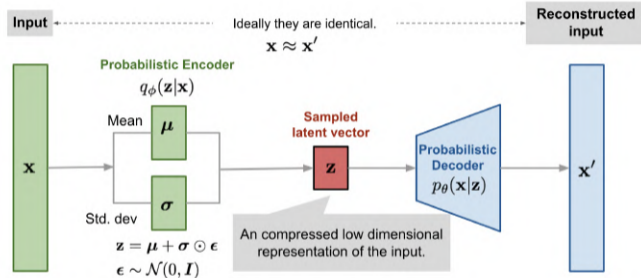 Input
Ideally they are identical.
x ≈ x′
Reconstructed
input
Probabilistic Encoder
qϕ(z|x)
Mean
μ
Sampled
latent vector
x
z
Probabilistic
Decoder
pθ(x|z)
x′
σ
Std. dev
z = μ + σ ⊙ ϵ
ϵ ∼ 𝒩(0, I)
An compressed low dimensional
representation of the input.